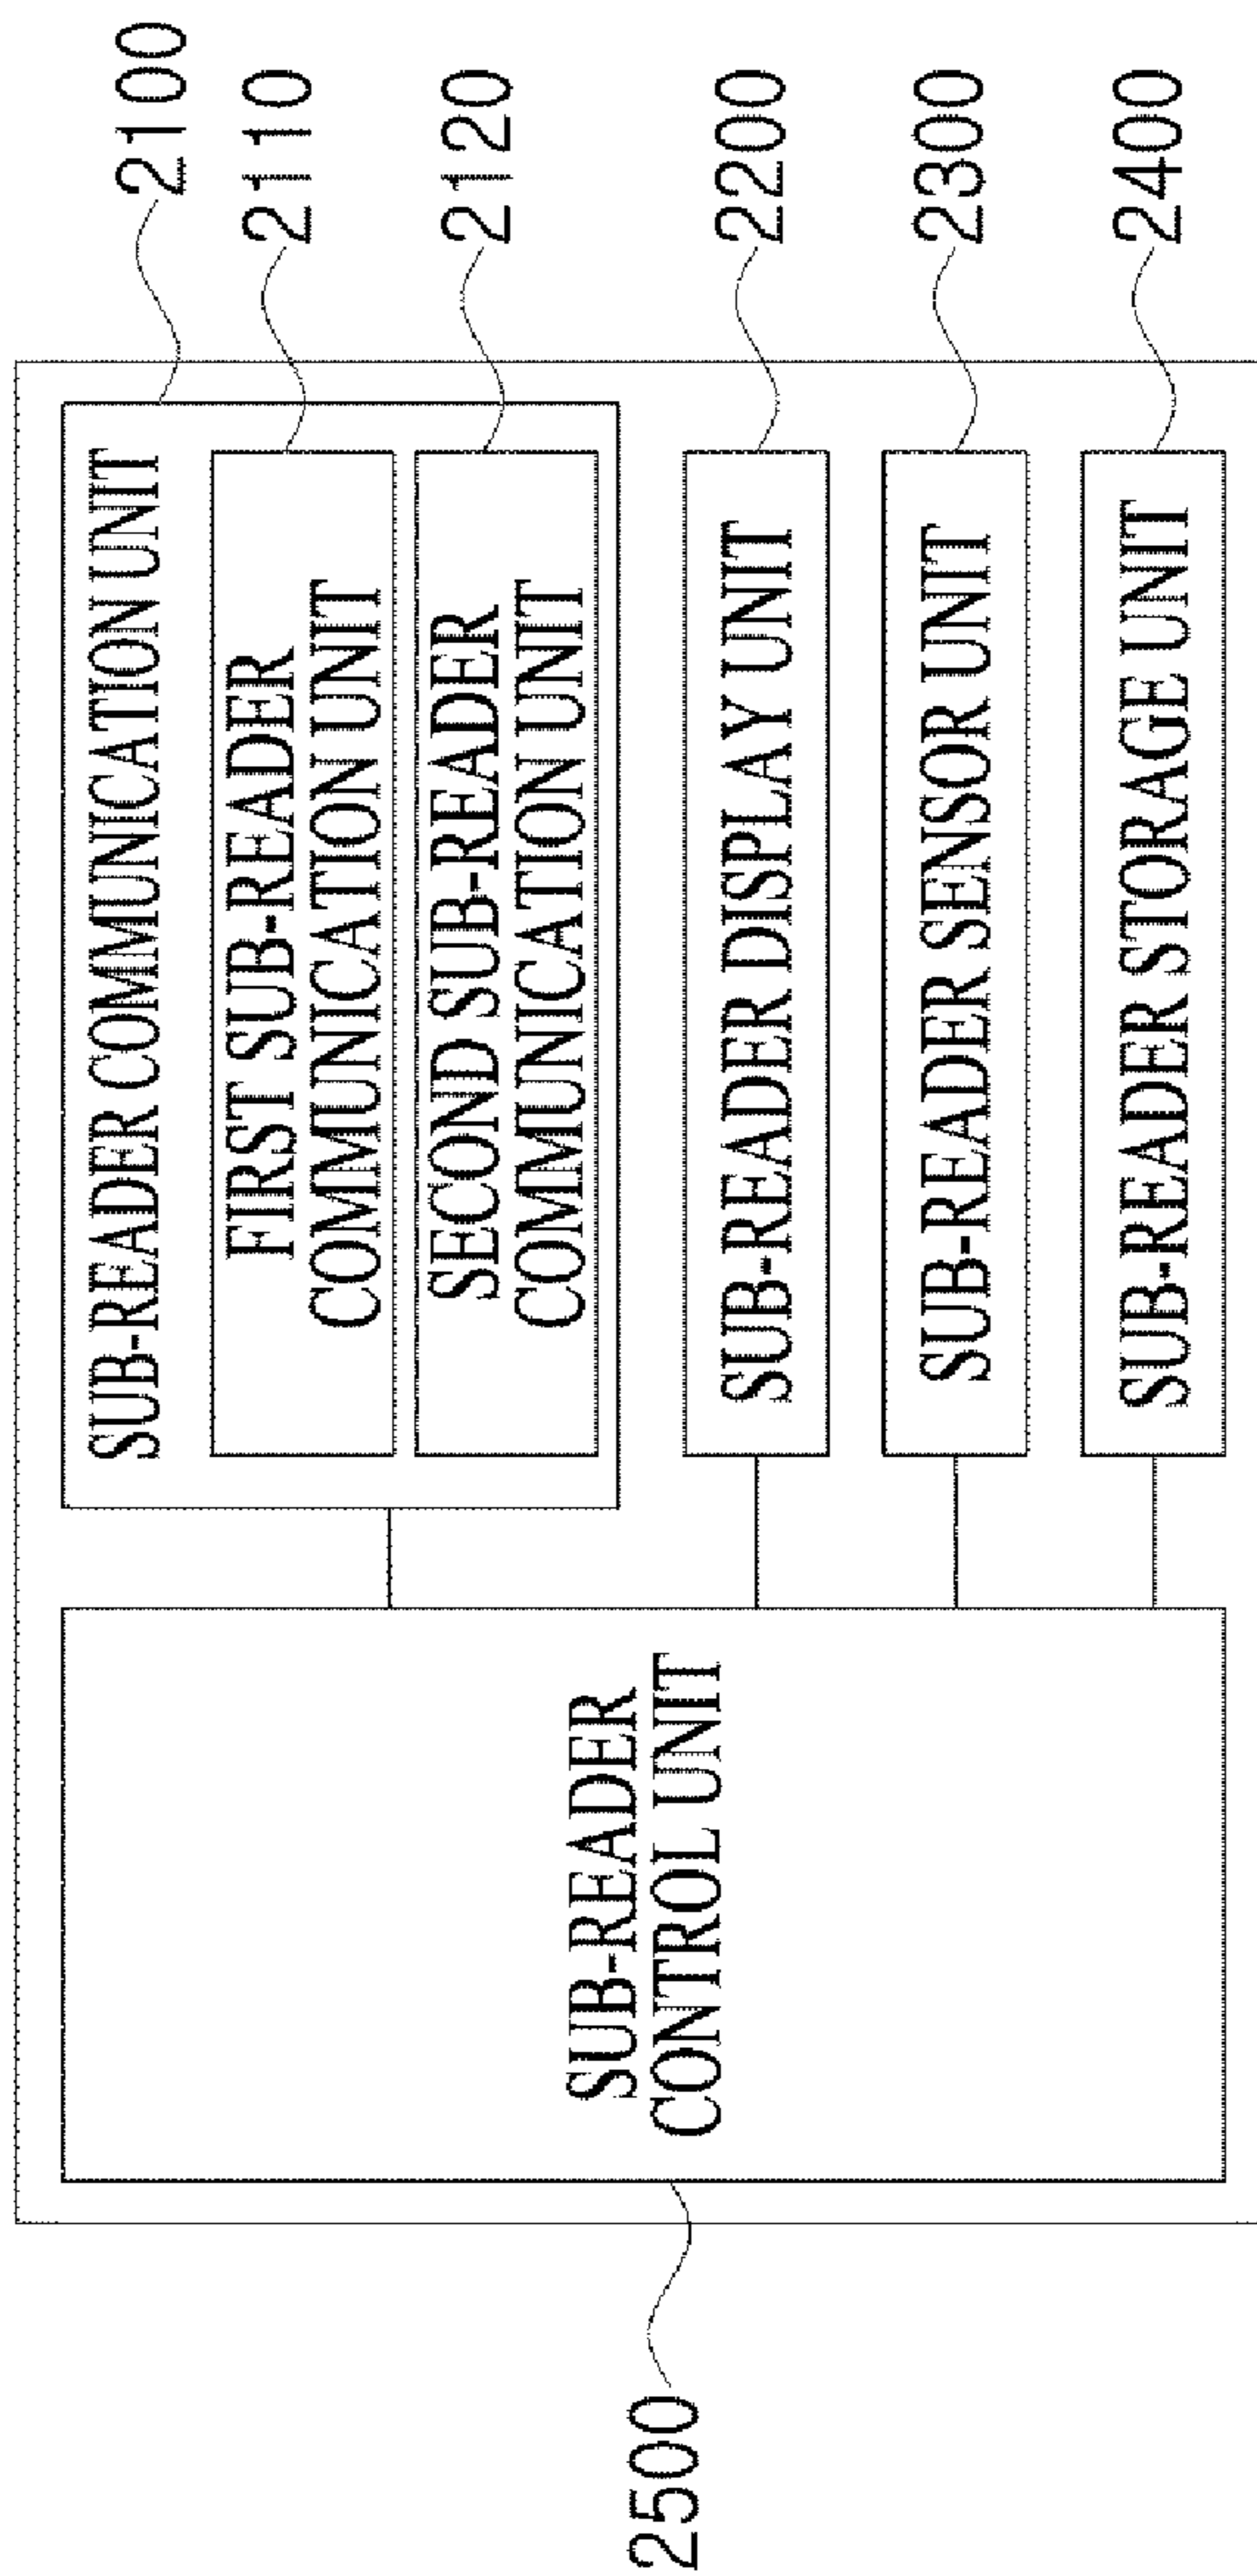 SUB-READER COMMUNICATION UNIT
2100
FIRST SUB-READER
COMMUNICATION UNIT
2110
SECOND SUB-READER
COMMUNICATION UNIT
2120
SUB-READER DISPLAY UNIT
2200
SUB-READER SENSOR UNIT
2300
SUB-READER STORAGE UNIT
2400
2500
SUB-READER
CONTROL UNIT